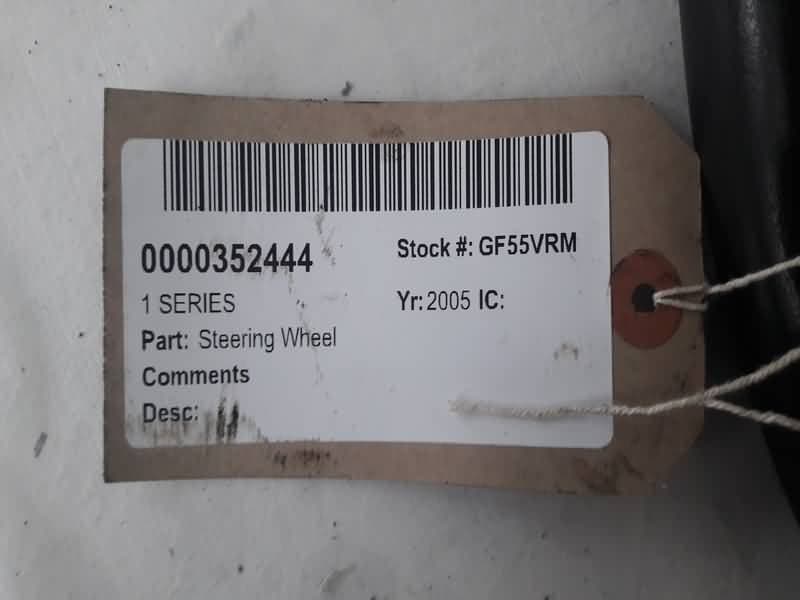 0000352444 Stock #: GF55VRM
1 SERIES Yr: 2005 IC:
Part: Steering Wheel
Comments
Desc: